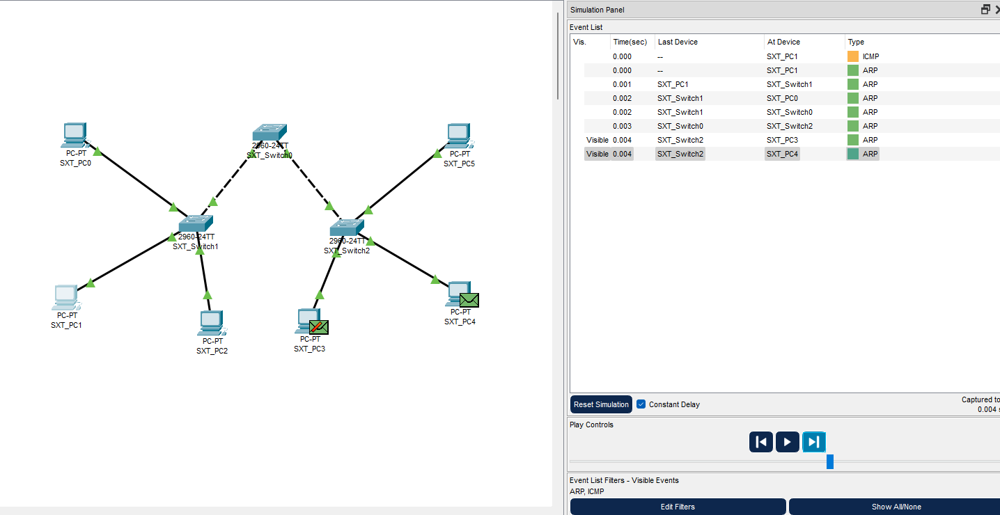 Simulation Panel
Event List
Vis. Time(sec) Last Device At Device Type
0.000 -- SXT_PC1 ICMP
0.000 -- SXT_PC1 ARP
0.001 SXT_PC1 SXT_Switch1 ARP
0.002 SXT_Switch1 SXT_PC0 ARP
0.002 SXT_Switch1 SXT_Switch0 ARP
0.003 SXT_Switch0 SXT_Switch2 ARP
Visible 0.004 SXT_Switch2 SXT_PC3 ARP
Visible 0.004 SXT_Switch2 SXT_PC4 ARP
PC-PT
SXT_PC0
2960-24TT
SXT_Switch0
PC-PT
SXT_PC5
2960-24TT
SXT_Switch1
2960-24TT
SXT_Switch2
PC-PT
SXT_PC1
PC-PT
SXT_PC2
PC-PT
SXT_PC3
PC-PT
SXT_PC4
Reset Simulation Constant Delay
Captured to
0.004 s
Play Controls
Event List Filters - Visible Events
ARP, ICMP
Edit Filters Show All/None